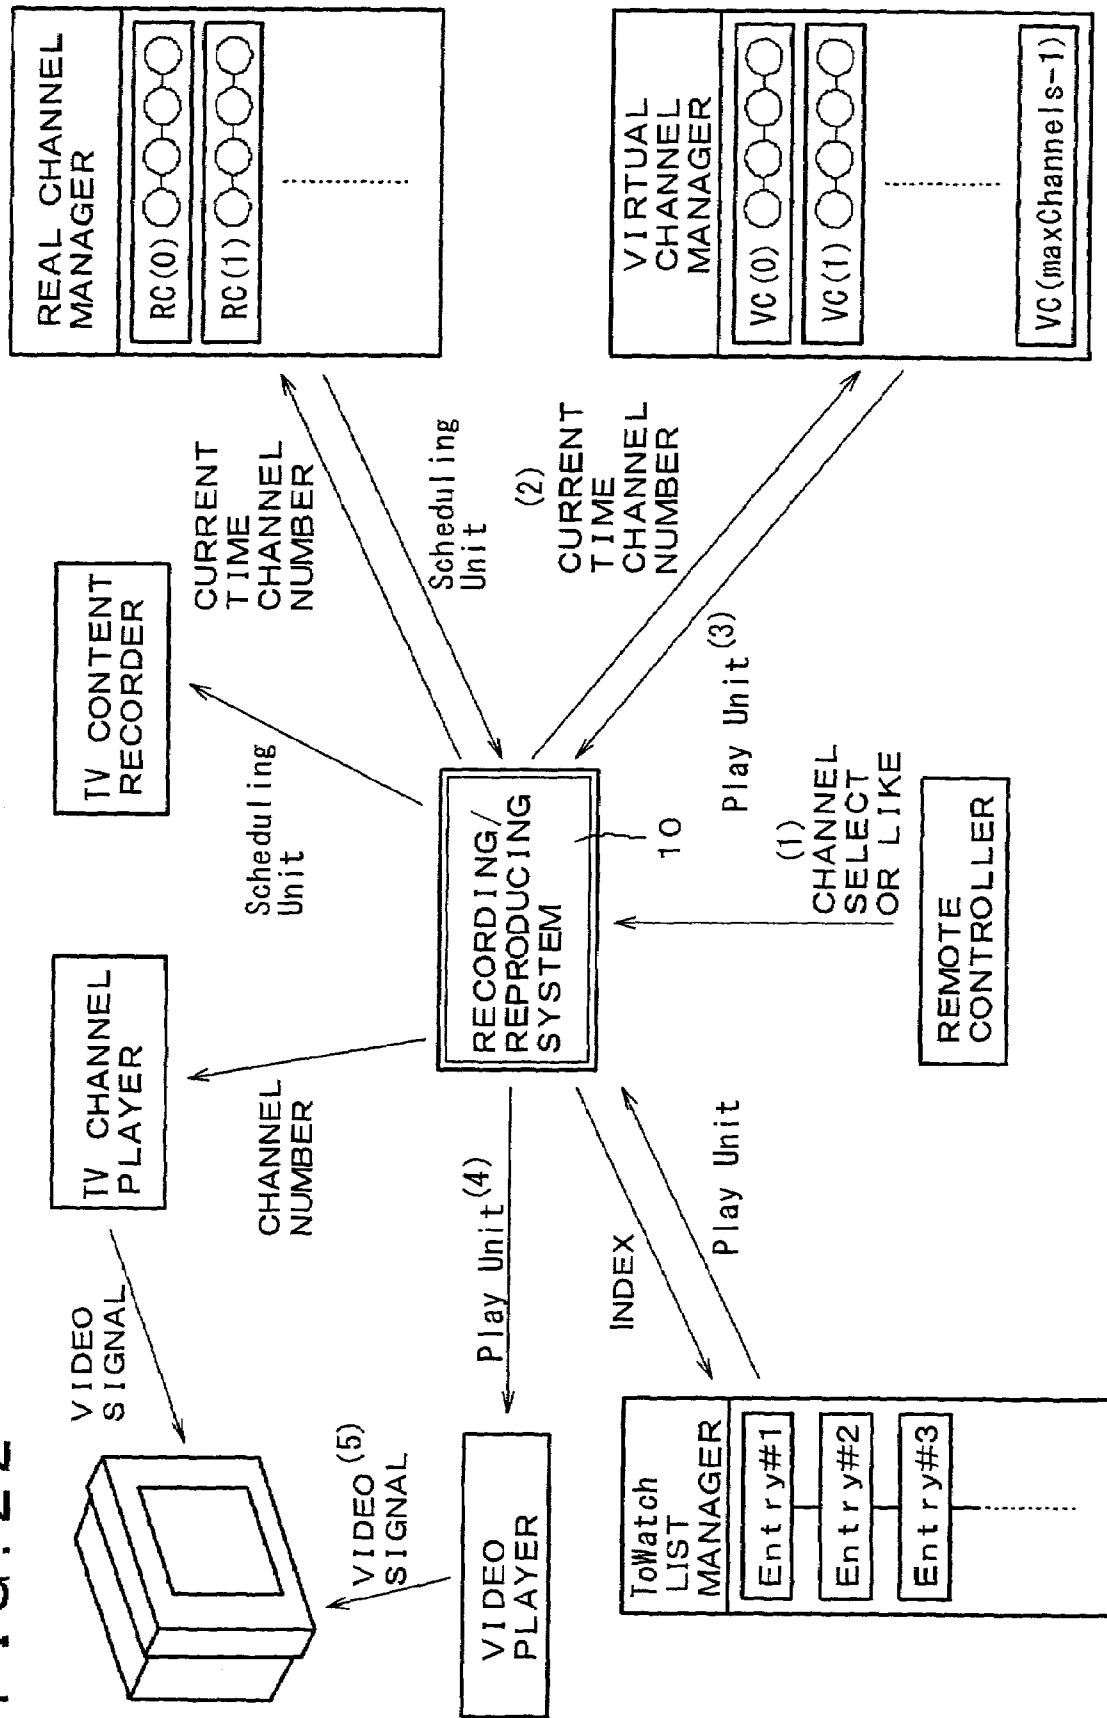 VIDEO
SIGNAL
TV CHANNEL
PLAYER
TV CONTENT
RECORDER
REAL CHANNEL
MANAGER
RC(0)
RC(1)
CHANNEL
NUMBER
Scheduling
Unit
CURRENT
TIME
CHANNEL
NUMBER
Scheduling
Unit
VIDEO(5)
SIGNAL
VIDEO
PLAYER
Play Unit(4)
RECORDING/
REPRODUCING
SYSTEM
10
(2)
CURRENT
TIME
CHANNEL
NUMBER
Play Unit(3)
INDEX
Play Unit
(1)
CHANNEL
SELECT
OR LIKE
ToWatch
LIST
MANAGER
Entry#1
Entry#2
Entry#3
REMOTE
CONTROLLER
VIRTUAL
CHANNEL
MANAGER
VC(0)
VC(1)
VC(maxChannels-1)